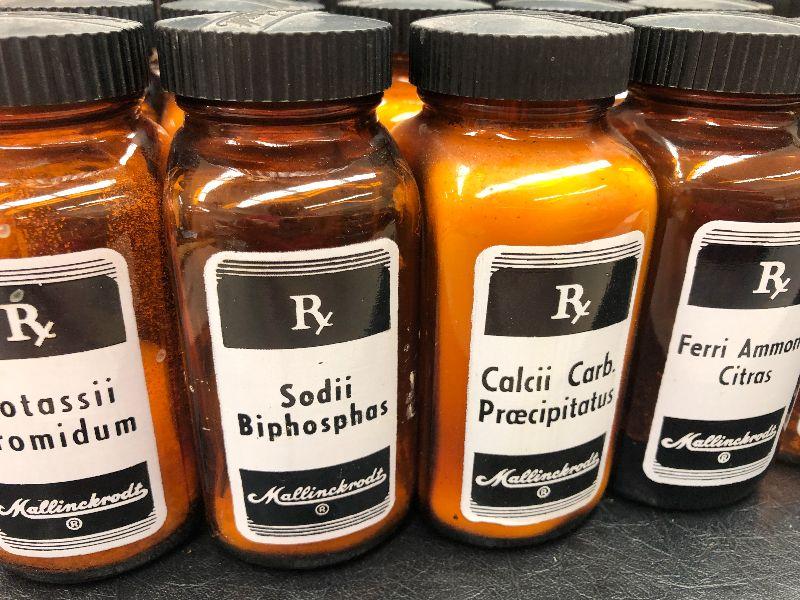 Rx
otassii
romidum
Mallinckrodt
®
Rx
Sodii
Biphosphas
Mallinckrodt
®
Rx
Calcii Carb.
Præcipitatus
Mallinckrodt
®
Rx
Ferri Ammon
Citras
Mallinckrodt
®